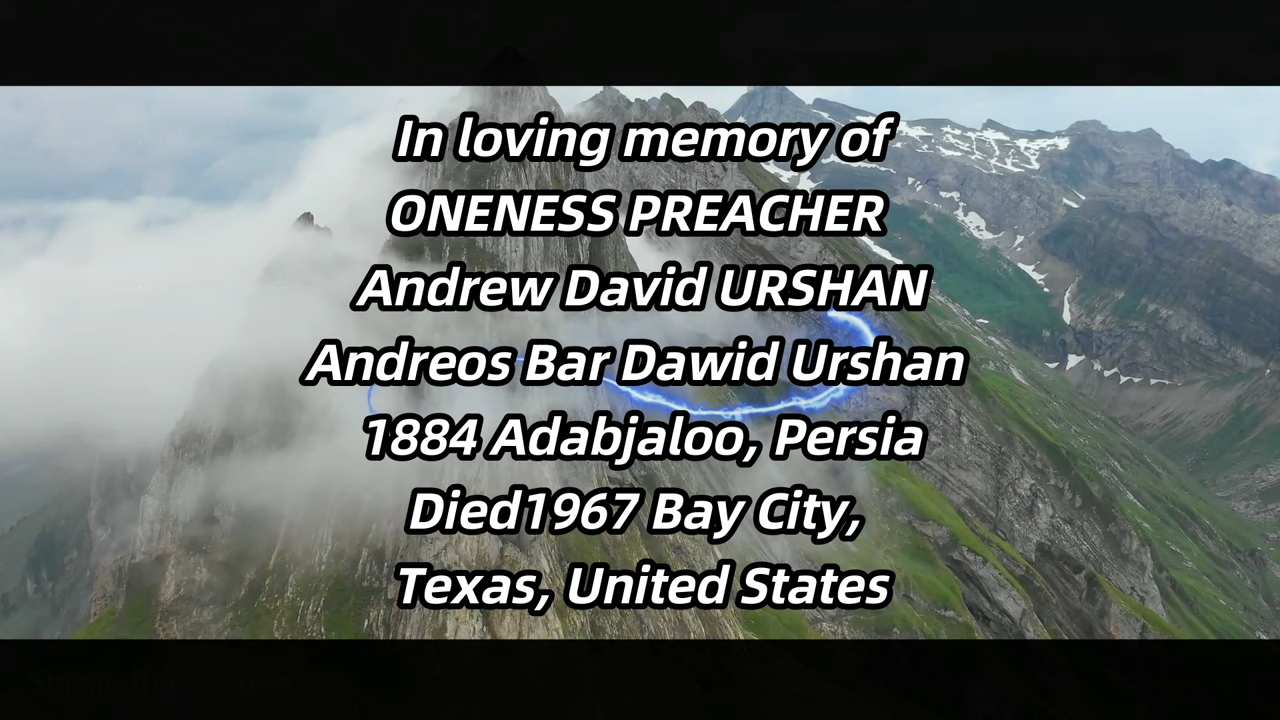 In loving memory of
ONENESS PREACHER
Andrew David URSHAN
Andreos Bar Dawid Urshan
1884 Adabjaloo, Persia
Died1967 Bay City,
Texas, United States